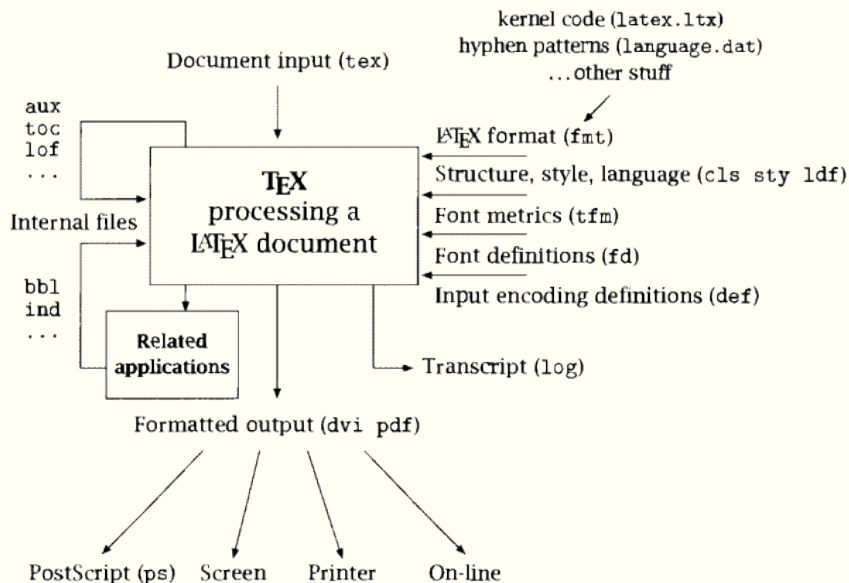 kernel code (latex.ltx)
hyphen patterns (language.dat)
...other stuff
Document input (tex)
aux
toc
lof
...
LATEX format (fmt)
Structure, style, language (cls sty ldf)
Font metrics (tfm)
Font definitions (fd)
Input encoding definitions (def)
TEX
processing a
LATEX document
Internal files
bbl
ind
...
Related
applications
Transcript (log)
Formatted output (dvi pdf)
PostScript (ps) Screen Printer On-line